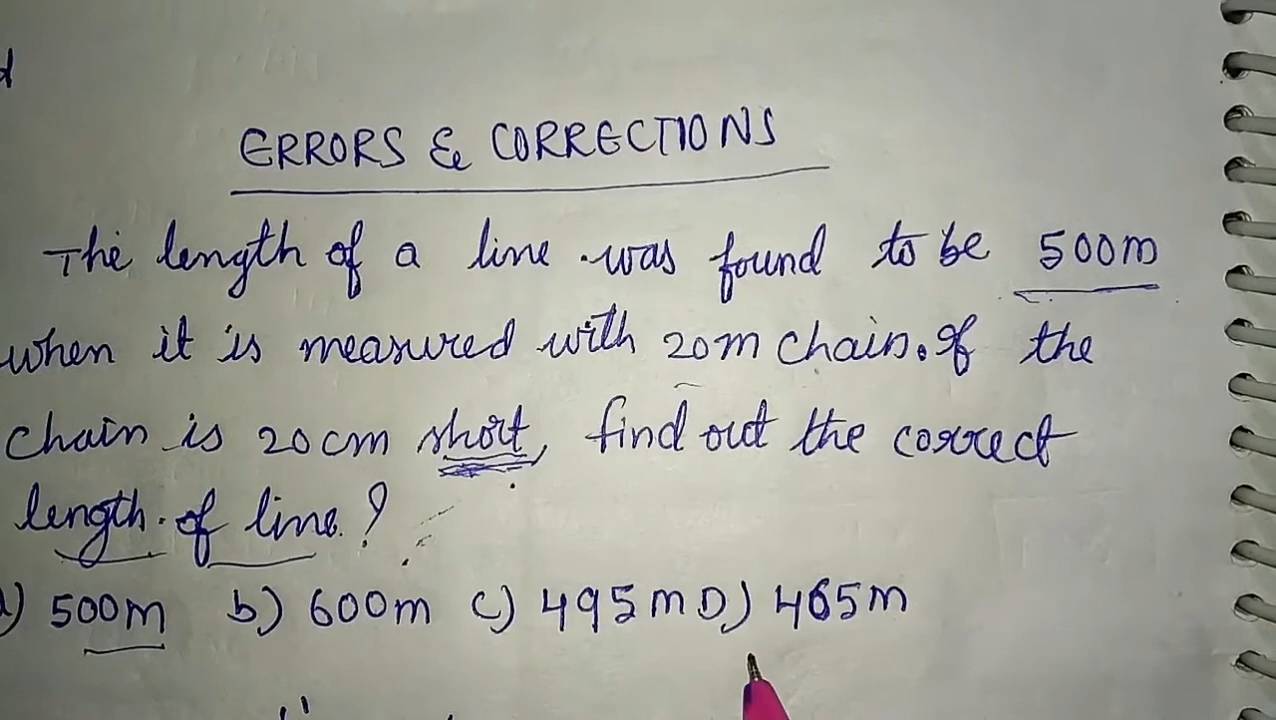 ERRORS & CORRECTIONS
The length of a line was found to be 500m
when it is measured with 20m chain. If the
chain is 20cm short, find out the correct
length of line?
500m b) 600m c) 495m D) 465m